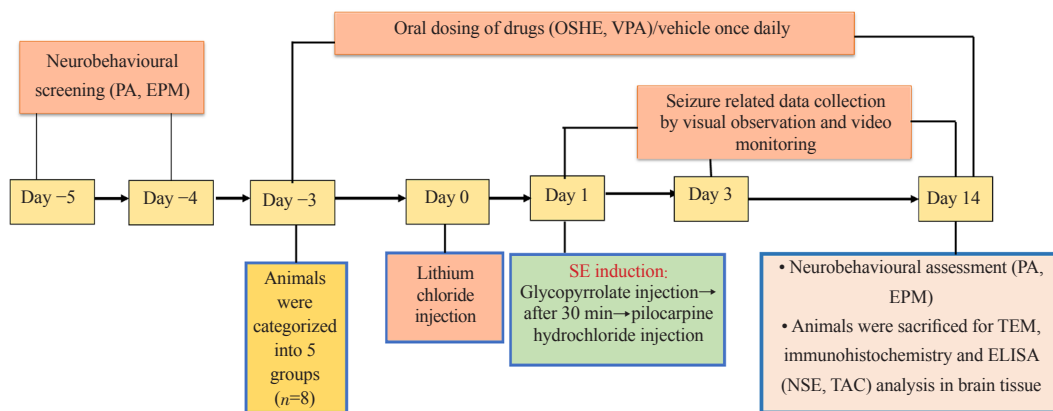 Oral dosing of drugs (OSHE, VPA)/vehicle once daily
Neurobehavioural
screening (PA, EPM)
Seizure related data collection
by visual observation and video
monitoring
Day −5
Day −4
Day −3
Day 0
Day 1
Day 3
Day 14
Animals
were
categorized
into 5
groups
(n=8)
Lithium
chloride
injection
SE induction:
Glycopyrrolate injection→
after 30 min→pilocarpine
hydrochloride injection
• Neurobehavioural assessment (PA,
EPM)
• Animals were sacrificed for TEM,
immunohistochemistry and ELISA
(NSE, TAC) analysis in brain tissue